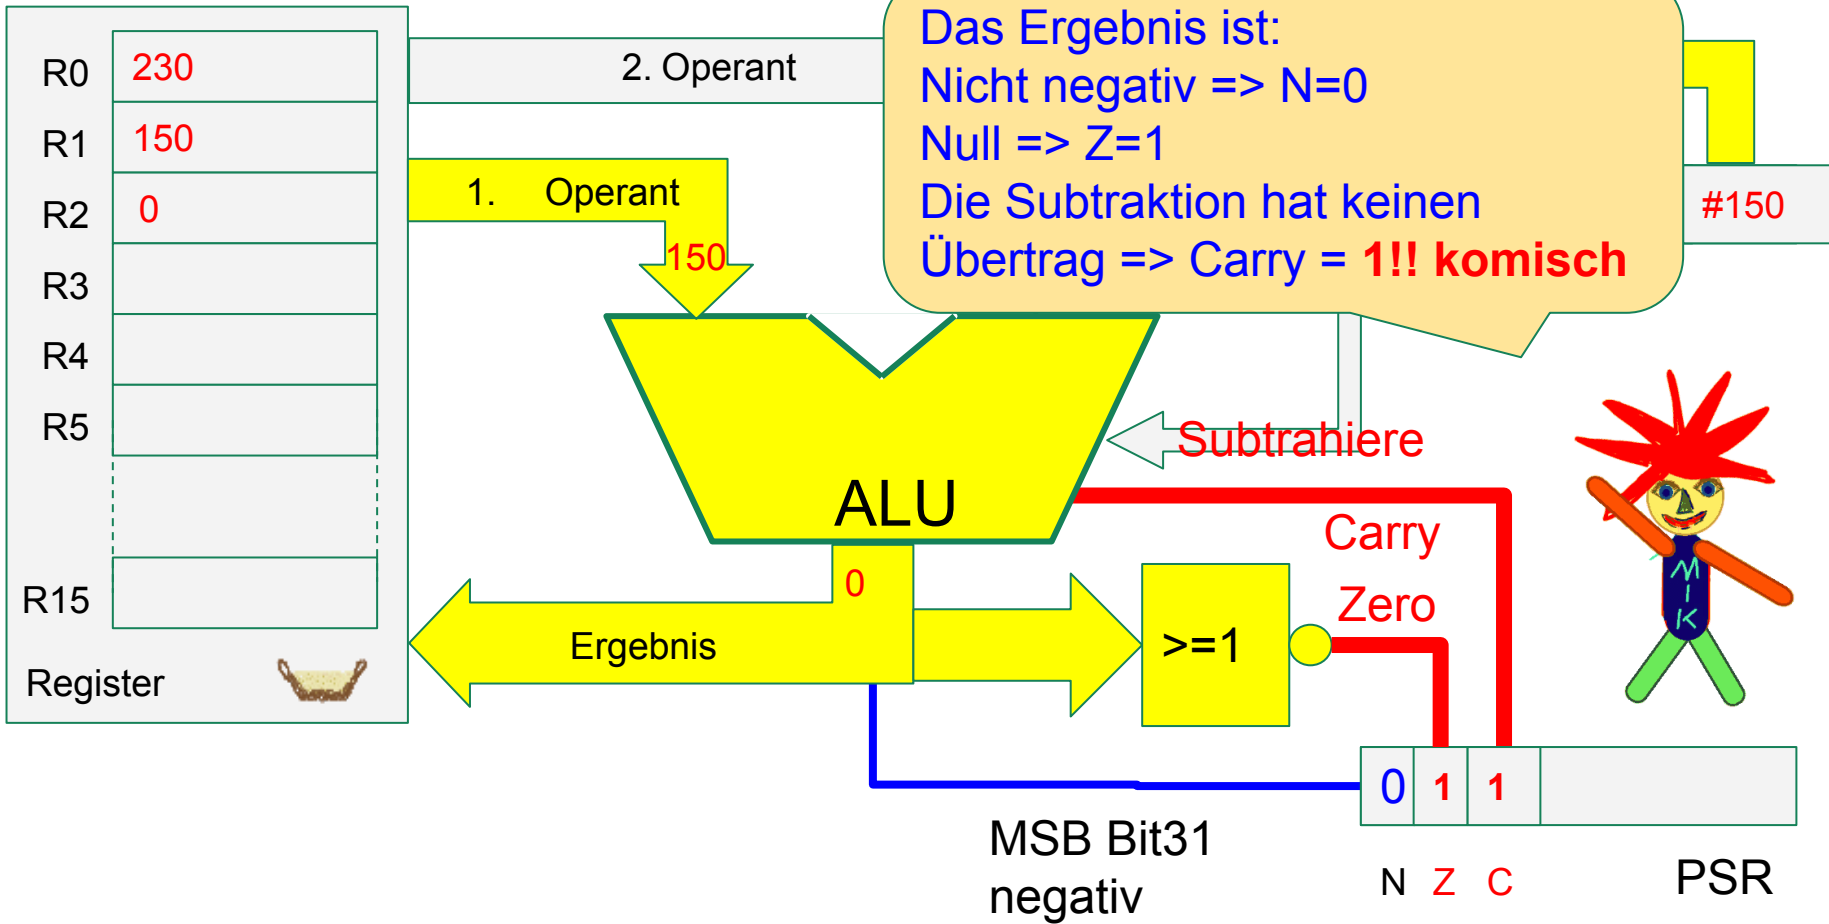 Das Ergebnis ist:
Nicht negativ => N=0
Null => Z=1
Die Subtraktion hat keinen
Übertrag => Carry = 1!! komisch
R0 230
R1 150
R2 0
R3
R4
R5
R15
Register
2. Operant
1. Operant
150
#150
Subtrahiere
ALU
Carry
Zero
0
Ergebnis
>=1
MIK
0 1 1
MSB Bit31
negativ
N Z C
PSR